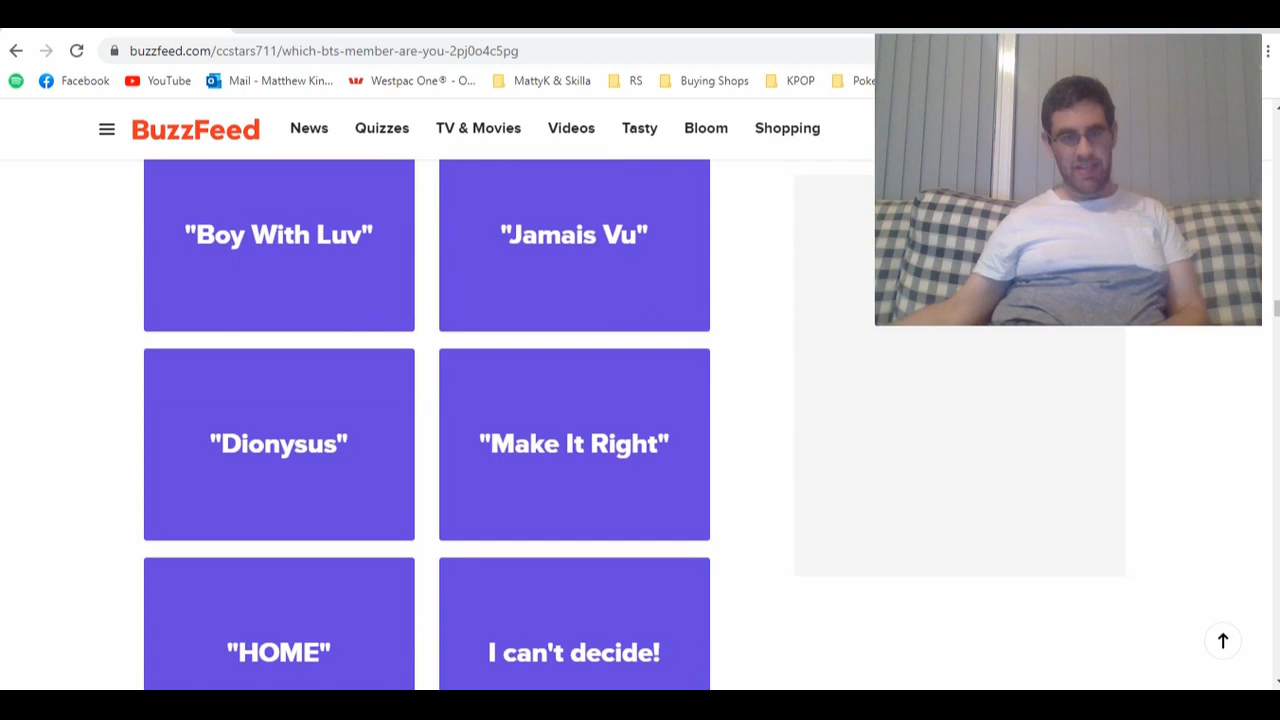 buzzfeed.com/ccstars711/which-bts-member-are-you-2pj0o4c5pg
Facebook YouTube Mail - Matthew Kin... Westpac One® - O... MattyK & Skilla RS Buying Shops KPOP Poke
BuzzFeed News Quizzes TV & Movies Videos Tasty Bloom Shopping
"Boy With Luv" "Jamais Vu"
"Dionysus" "Make It Right"
"HOME" I can't decide!